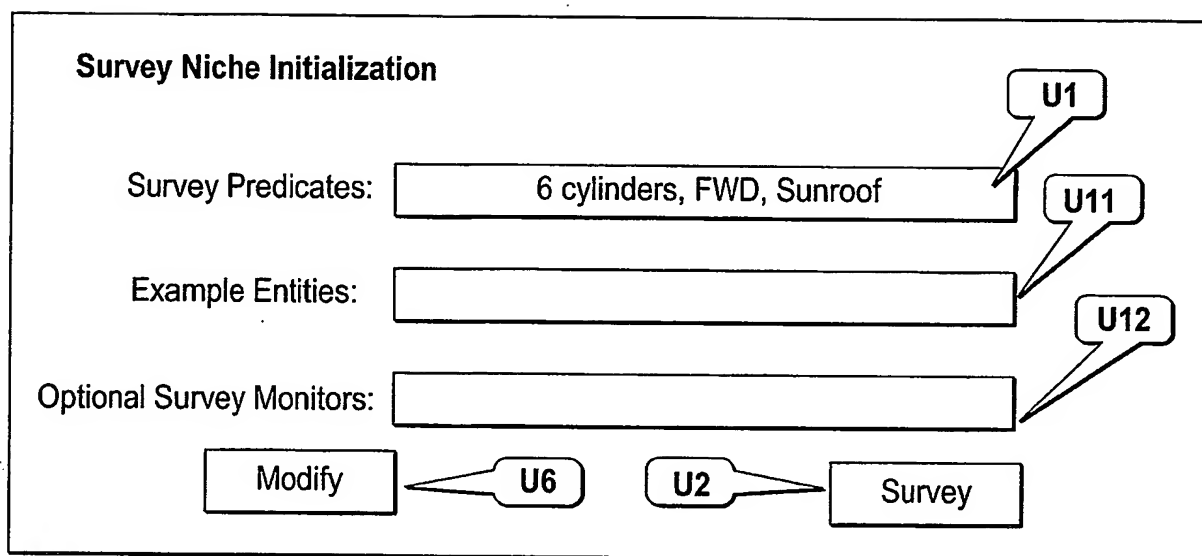 Survey Niche Initialization
U1
Survey Predicates: 6 cylinders, FWD, Sunroof
U11
Example Entities:
U12
Optional Survey Monitors:
Modify U6 U2 Survey